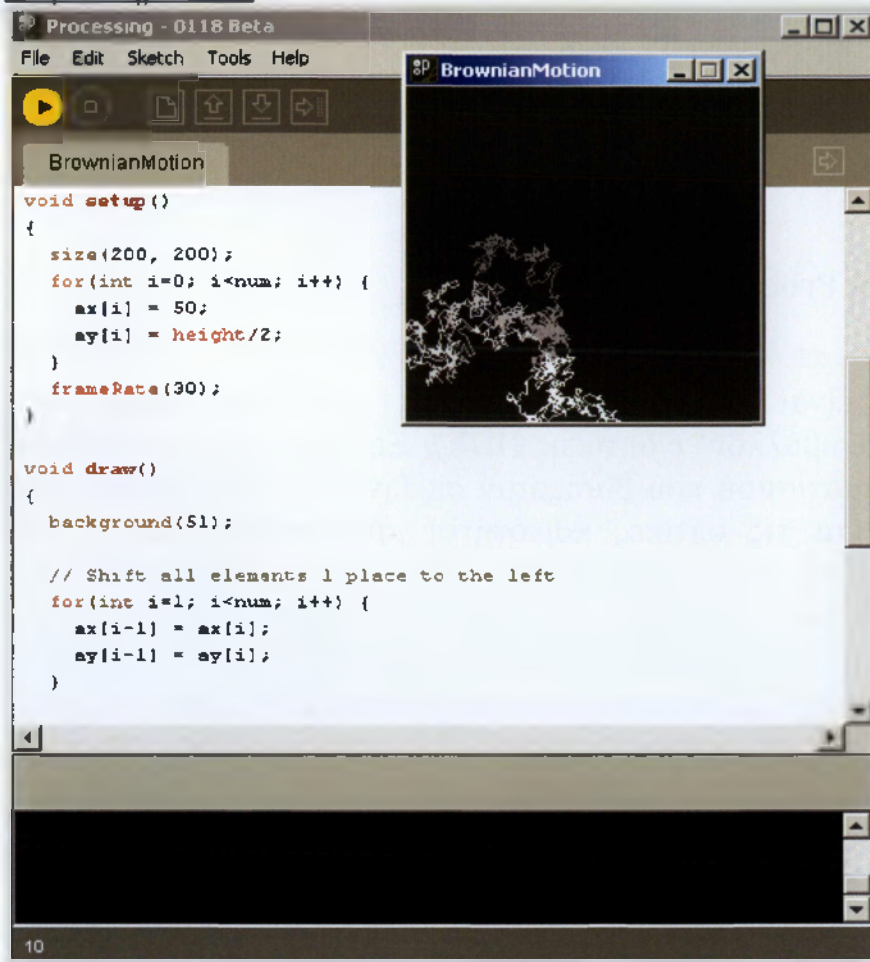 Processing - 0118 Beta
File Edit Sketch Tools Help
BrownianMotion
BrownianMotion
void setup()
{
size(200, 200);
for(int i=0; i<num; i++) {
ax[i] = 50;
ay[i] = height/2;
}
frameRate(30);
}
void draw()
{
background(51);
// Shift all elements 1 place to the left
for(int i=1; i<num; i++) {
ax[i-1] = ax[i];
ay[i-1] = ay[i];
}
10